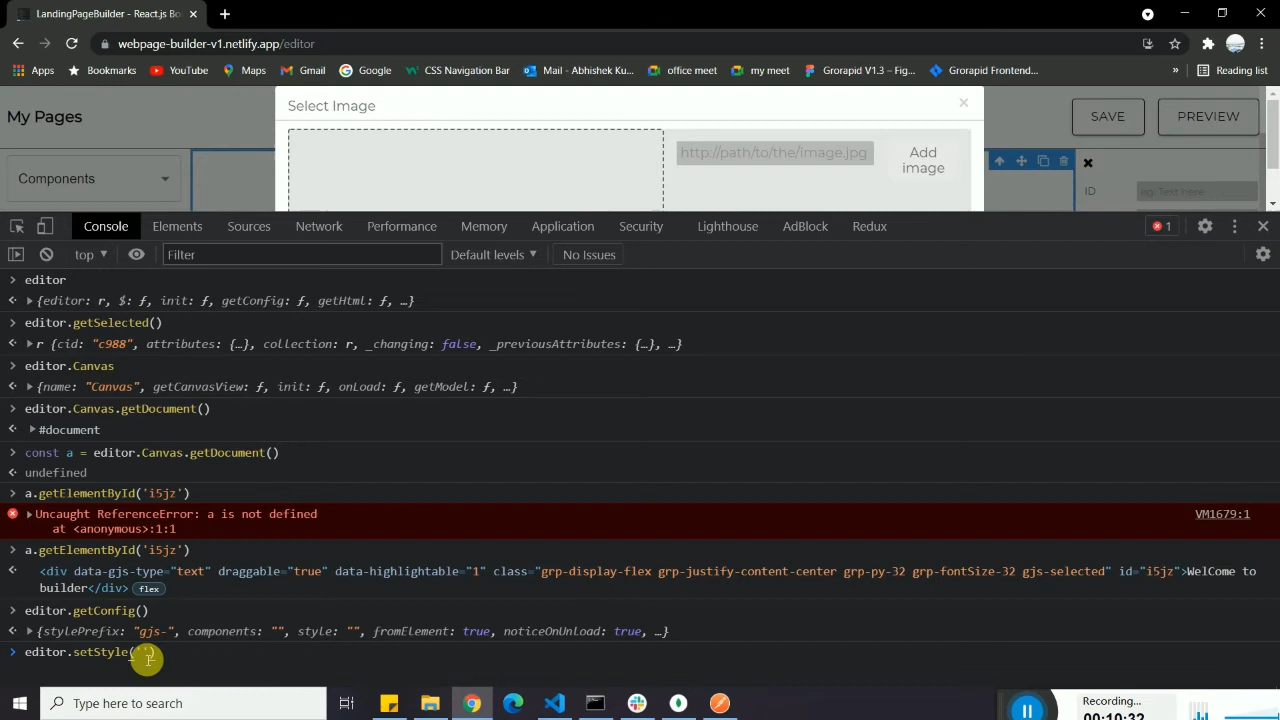 LandingPageBuilder - React.js Bo
webpage-builder-v1.netlify.app/editor
Apps Bookmarks YouTube Maps Gmail Google CSS Navigation Bar Mail - Abhishek Ku... office meet my meet Grorapid V1.3 – Fig... Grorapid Frontend... » Reading list
Select Image
My Pages
SAVE PREVIEW
http://path/to/the/image.jpg
Add image
Components
ID eg. Text here
Console Elements Sources Network Performance Memory Application Security Lighthouse AdBlock Redux 1
top Filter Default levels No Issues
editor
{editor: r, $: ƒ, init: ƒ, getConfig: ƒ, getHtml: ƒ, …}
editor.getSelected()
r {cid: "c988", attributes: {…}, collection: r, _changing: false, _previousAttributes: {…}, …}
editor.Canvas
{name: "Canvas", getCanvasView: ƒ, init: ƒ, onLoad: ƒ, getModel: ƒ, …}
editor.Canvas.getDocument()
#document
const a = editor.Canvas.getDocument()
undefined
a.getElementById('i5jz')
Uncaught ReferenceError: a is not defined VM1679:1
at <anonymous>:1:1
a.getElementById('i5jz')
<div data-gjs-type="text" draggable="true" data-highlightable="1" class="grp-display-flex grp-justify-content-center grp-py-32 grp-fontSize-32 gjs-selected" id="i5jz">WelCome to
builder</div> flex
editor.getConfig()
{stylePrefix: "gjs-", components: "", style: "", fromElement: true, noticeOnUnload: true, …}
editor.setStyle('')
Type here to search
Recording...
00:10:32